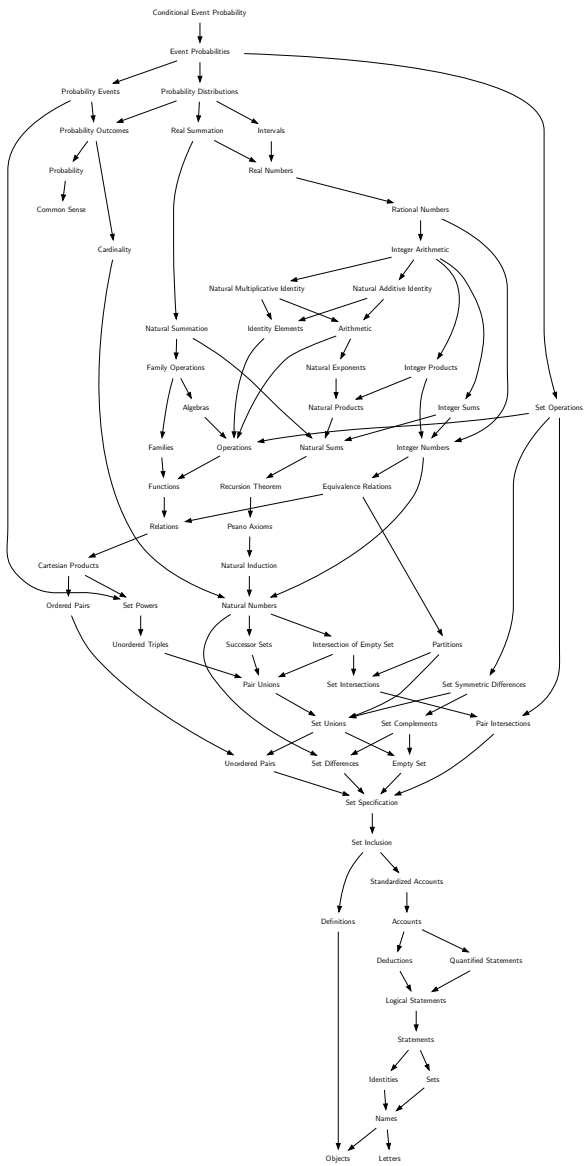 Conditional Event Probability
Event Probabilities
Probability Events
Probability Distributions
Probability Outcomes
Real Summation
Intervals
Probability
Real Numbers
Common Sense
Rational Numbers
Cardinality
Integer Arithmetic
Natural Multiplicative Identity
Natural Additive Identity
Natural Summation
Identity Elements
Arithmetic
Family Operations
Natural Exponents
Integer Products
Algebras
Natural Products
Integer Sums
Set Operations
Families
Operations
Natural Sums
Integer Numbers
Functions
Recursion Theorem
Equivalence Relations
Relations
Peano Axioms
Cartesian Products
Natural Induction
Ordered Pairs
Set Powers
Natural Numbers
Unordered Triples
Successor Sets
Intersection of Empty Set
Partitions
Pair Unions
Set Intersections
Set Symmetric Differences
Set Unions
Set Complements
Pair Intersections
Unordered Pairs
Set Differences
Empty Set
Set Specification
Set Inclusion
Standardized Accounts
Definitions
Accounts
Deductions
Quantified Statements
Logical Statements
Statements
Identities
Sets
Names
Objects
Letters